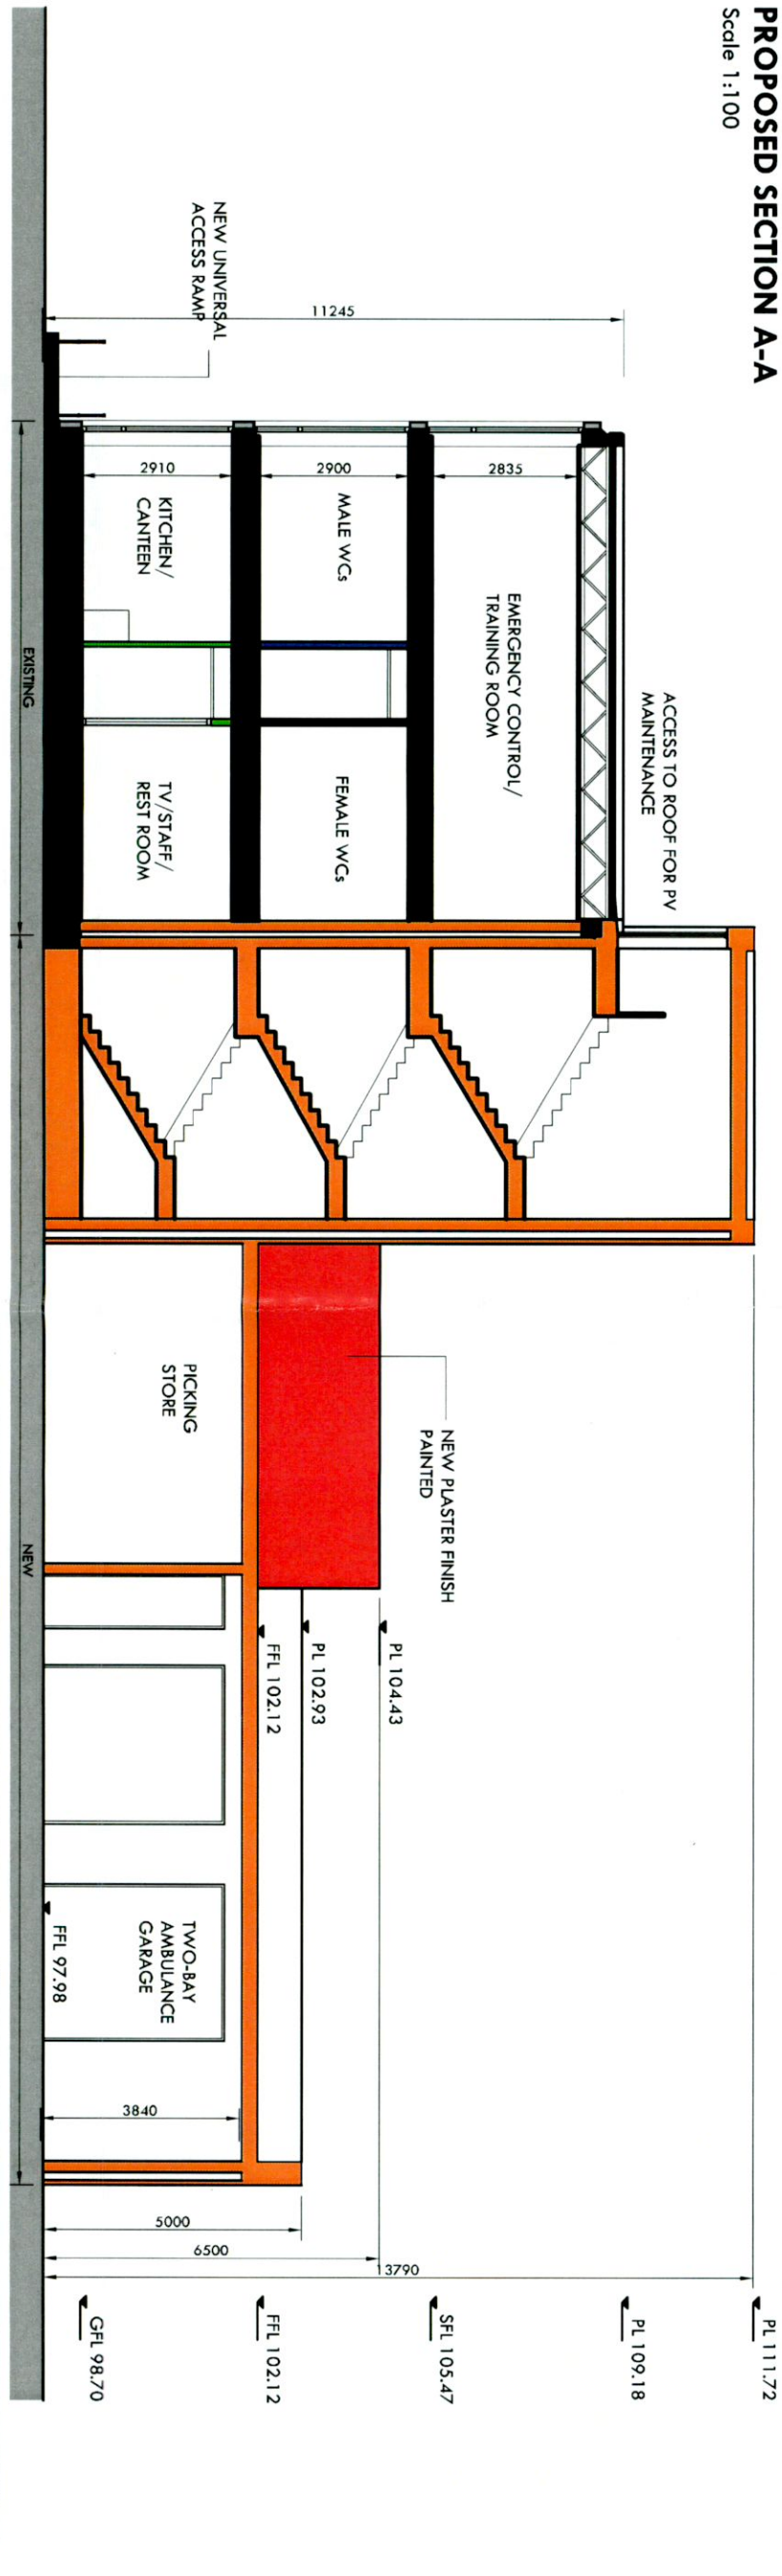 PROPOSED SECTION A-A
Scale 1:100
NEW UNIVERSAL
ACCESS RAMP
11245
2910
2900
2835
KITCHEN/
CANTEEN
MALE WCs
EMERGENCY CONTROL/
TRAINING ROOM
ACCESS TO ROOF FOR PV
MAINTENANCE
TV/STAFF/
REST ROOM
FEMALE WCs
EXISTING
PICKING
STORE
NEW PLASTER FINISH
PAINTED
NEW
PL 104.43
PL 102.93
FFL 102.12
TWO-BAY
AMBULANCE
GARAGE
FFL 97.98
3840
5000
6500
13790
PL 111.72
PL 109.18
SFL 105.47
FFL 102.12
GFL 98.70